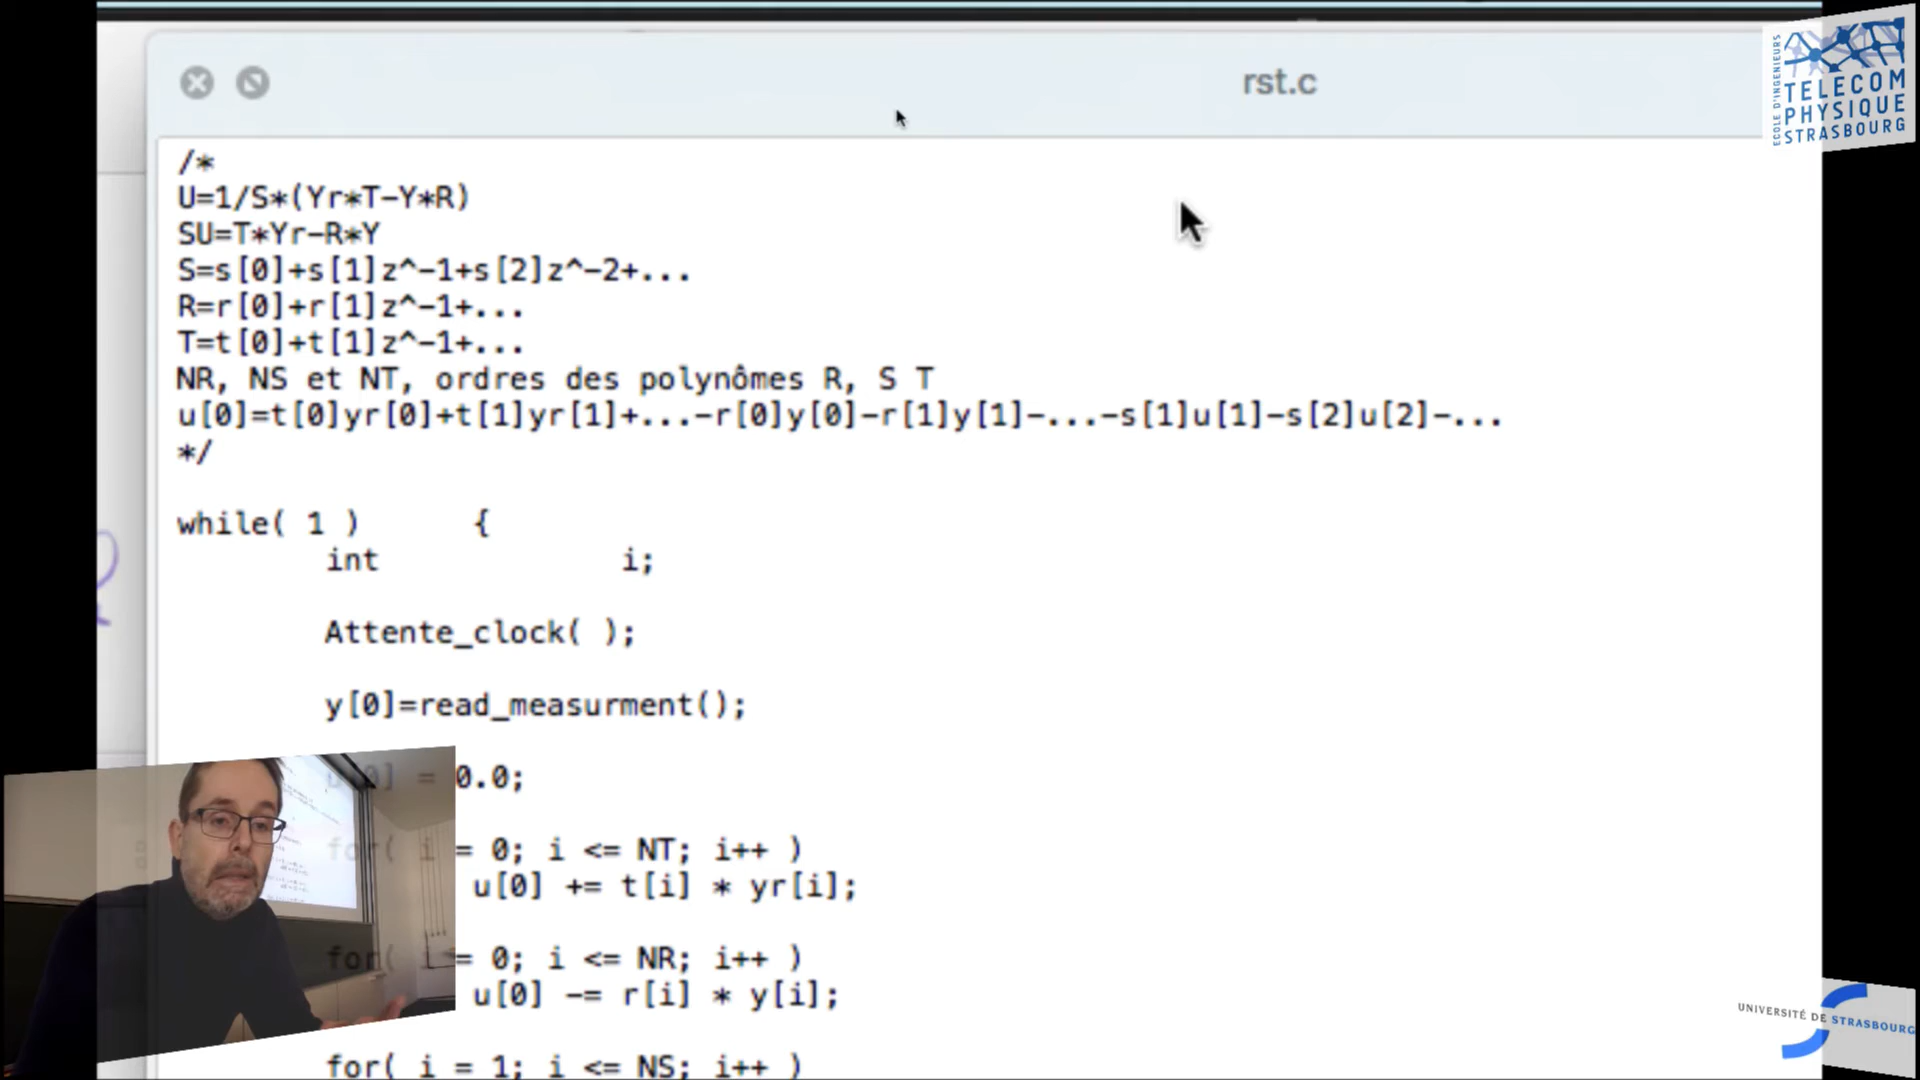 rst.c
/*
U=1/S*(Yr*T-Y*R)
SU=T*Yr-R*Y
S=s[0]+s[1]z^-1+s[2]z^-2+...
R=r[0]+r[1]z^-1+...
T=t[0]+t[1]z^-1+...
NR, NS et NT, ordres des polynômes R, S T
u[0]=t[0]yr[0]+t[1]yr[1]+...-r[0]y[0]-r[1]y[1]-...-s[1]u[1]-s[2]u[2]-...
*/
while( 1 ) {
int i;
Attente_clock( );
y[0]=read_measurment();
u[0] = 0.0;
for( i = 0; i <= NT; i++ )
u[0] += t[i] * yr[i];
for( i = 0; i <= NR; i++ )
u[0] -= r[i] * y[i];
for( i = 1; i <= NS; i++ )
ECOLE D'INGENIEURS
TELECOM
PHYSIQUE
STRASBOURG
UNIVERSITÉ DE STRASBOURG